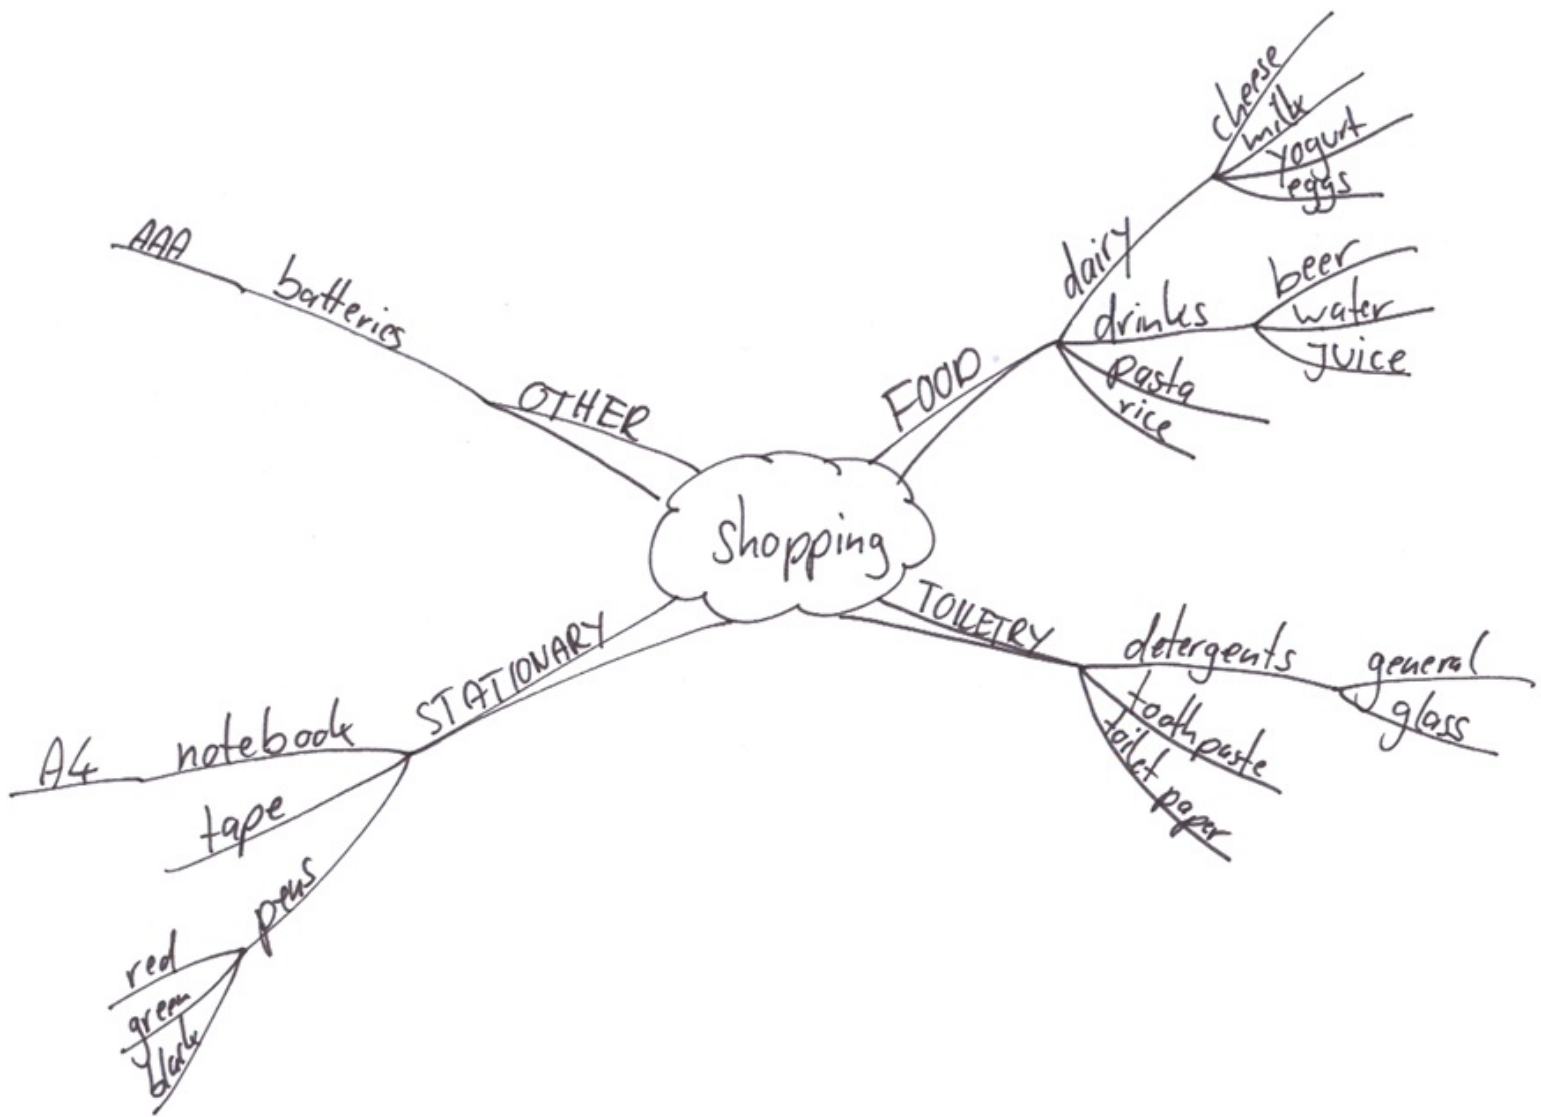 shopping
FOOD
dairy
cheese
milk
yogurt
eggs
drinks
beer
water
juice
pasta
rice
TOILETRY
detergents
general
glass
toothpaste
toilet paper
STATIONARY
notebook
A4
tape
pens
red
green
black
OTHER
batteries
AAA